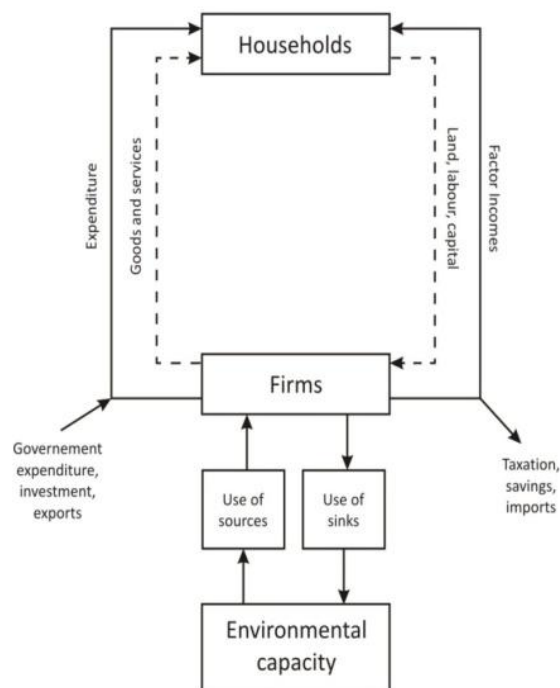 Households
Expenditure
Goods and services
Land, labour, capital
Factor Incomes
Firms
Governement
expenditure,
investment,
exports
Taxation,
savings,
imports
Use of
sources
Use of
sinks
Environmental
capacity